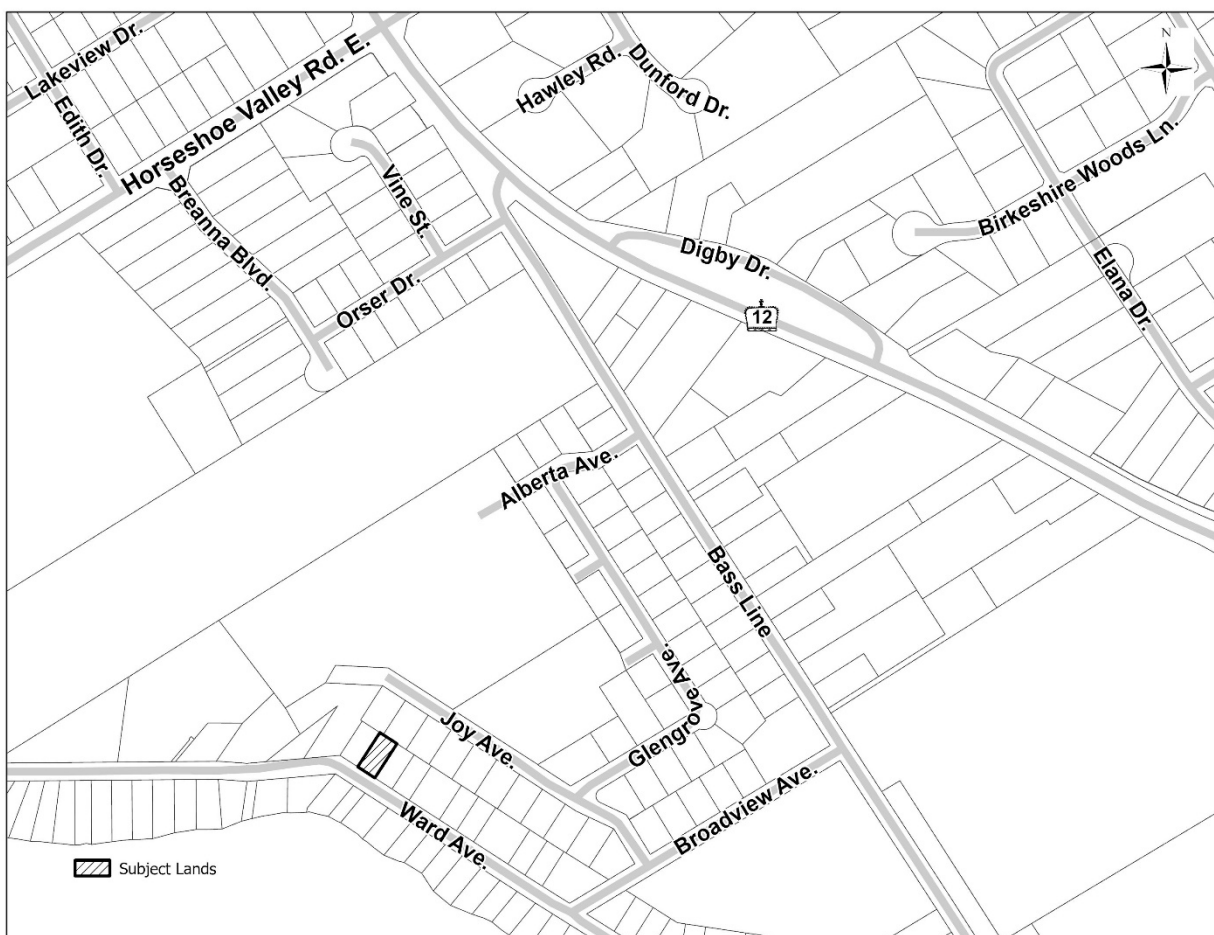 N
Lakeview Dr.
Edith Dr.
Horseshoe Valley Rd. E.
Hawley Rd.
Dunford Dr.
Vine St.
Breanna Blvd.
Orser Dr.
Birkeshire Woods Ln.
Digby Dr.
Elana Dr.
12
Alberta Ave.
Bass Line
Glengrove Ave.
Joy Ave.
Ward Ave.
Broadview Ave.
Subject Lands